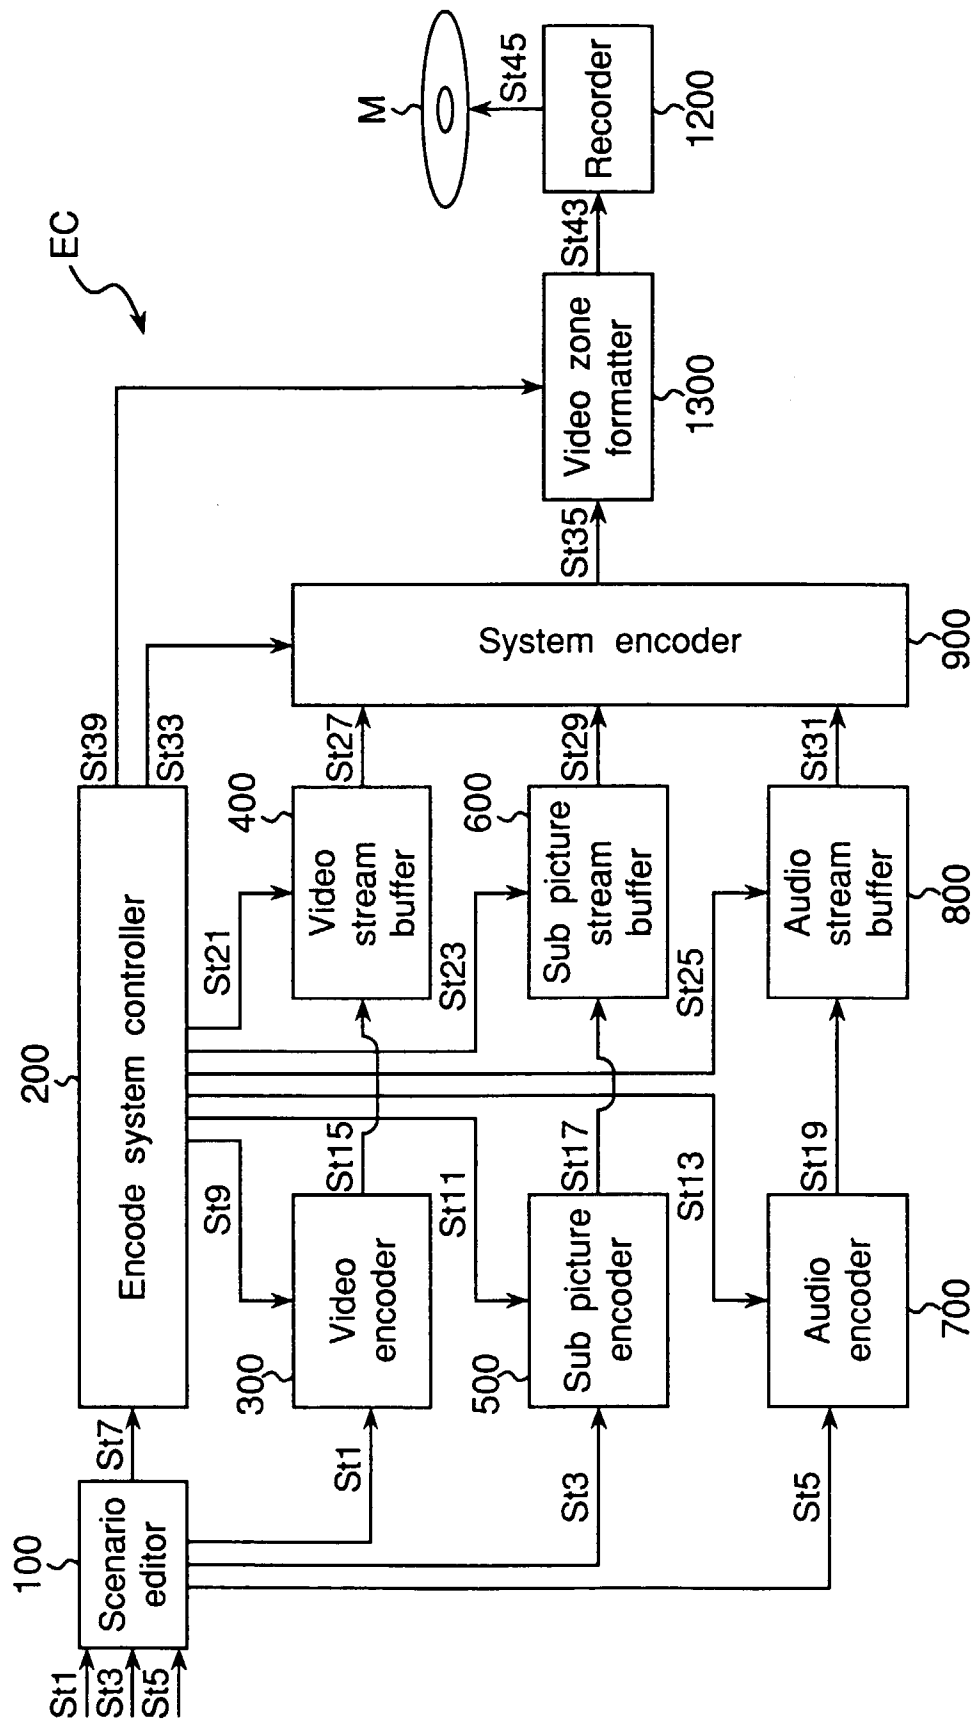 EC
St1
St3
St5
100
Scenario
editor
St7
200
Encode system controller
St39
St33
St1
St3
St5
300
Video
encoder
St9
St15
St21
400
Video
stream
buffer
St27
500
Sub picture
encoder
St11
St17
St23
600
Sub picture
stream
buffer
St29
700
Audio
encoder
St13
St19
St25
800
Audio
stream
buffer
St31
System encoder
900
St35
Video zone
formatter
1300
St43
Recorder
1200
St45
M